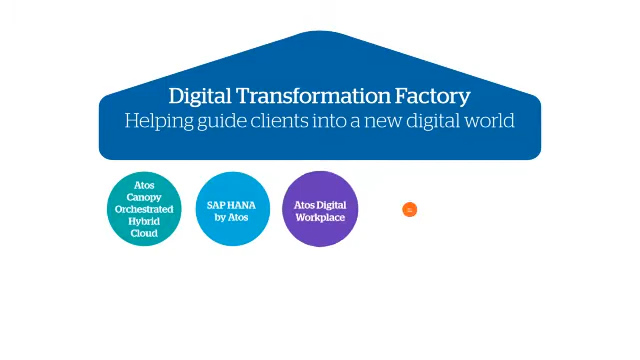 Digital Transformation Factory
Helping guide clients into a new digital world
Atos
Canopy
Orchestrated
Hybrid
Cloud
SAP HANA
by Atos
Atos Digital
Workplace